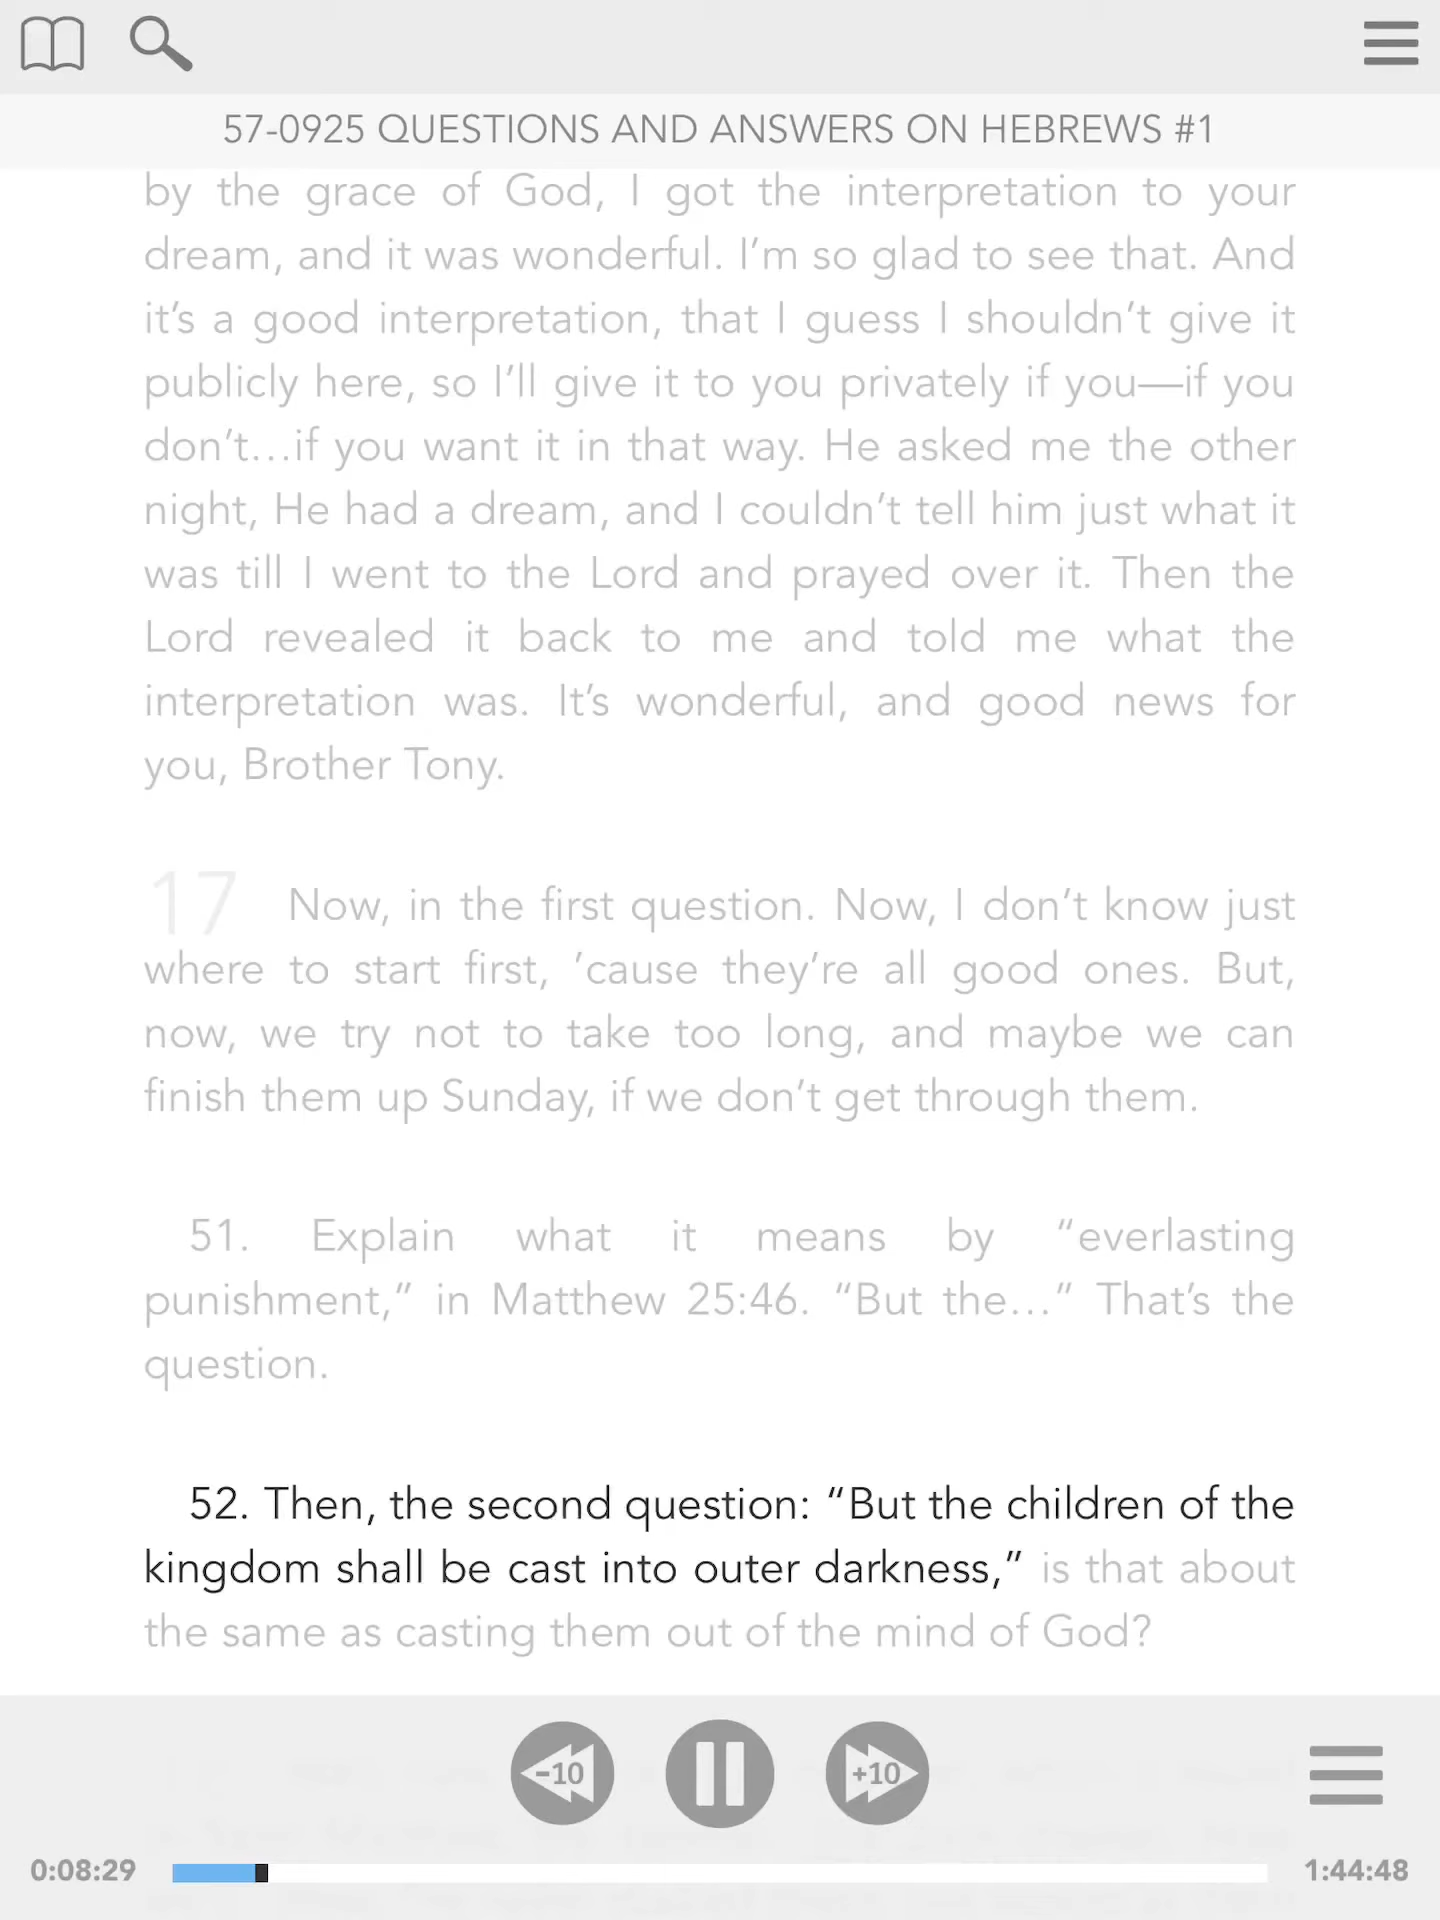 57-0925 QUESTIONS AND ANSWERS ON HEBREWS #1
by the grace of God, I got the interpretation to your
dream, and it was wonderful. I’m so glad to see that. And
it’s a good interpretation, that I guess I shouldn’t give it
publicly here, so I’ll give it to you privately if you—if you
don’t…if you want it in that way. He asked me the other
night, He had a dream, and I couldn’t tell him just what it
was till I went to the Lord and prayed over it. Then the
Lord revealed it back to me and told me what the
interpretation was. It’s wonderful, and good news for
you, Brother Tony.
17 Now, in the first question. Now, I don’t know just
where to start first, ’cause they’re all good ones. But,
now, we try not to take too long, and maybe we can
finish them up Sunday, if we don’t get through them.
51. Explain what it means by “everlasting
punishment,” in Matthew 25:46. “But the…” That’s the
question.
52. Then, the second question: “But the children of the
kingdom shall be cast into outer darkness,” is that about
the same as casting them out of the mind of God?
-10 +10
0:08:29 1:44:48